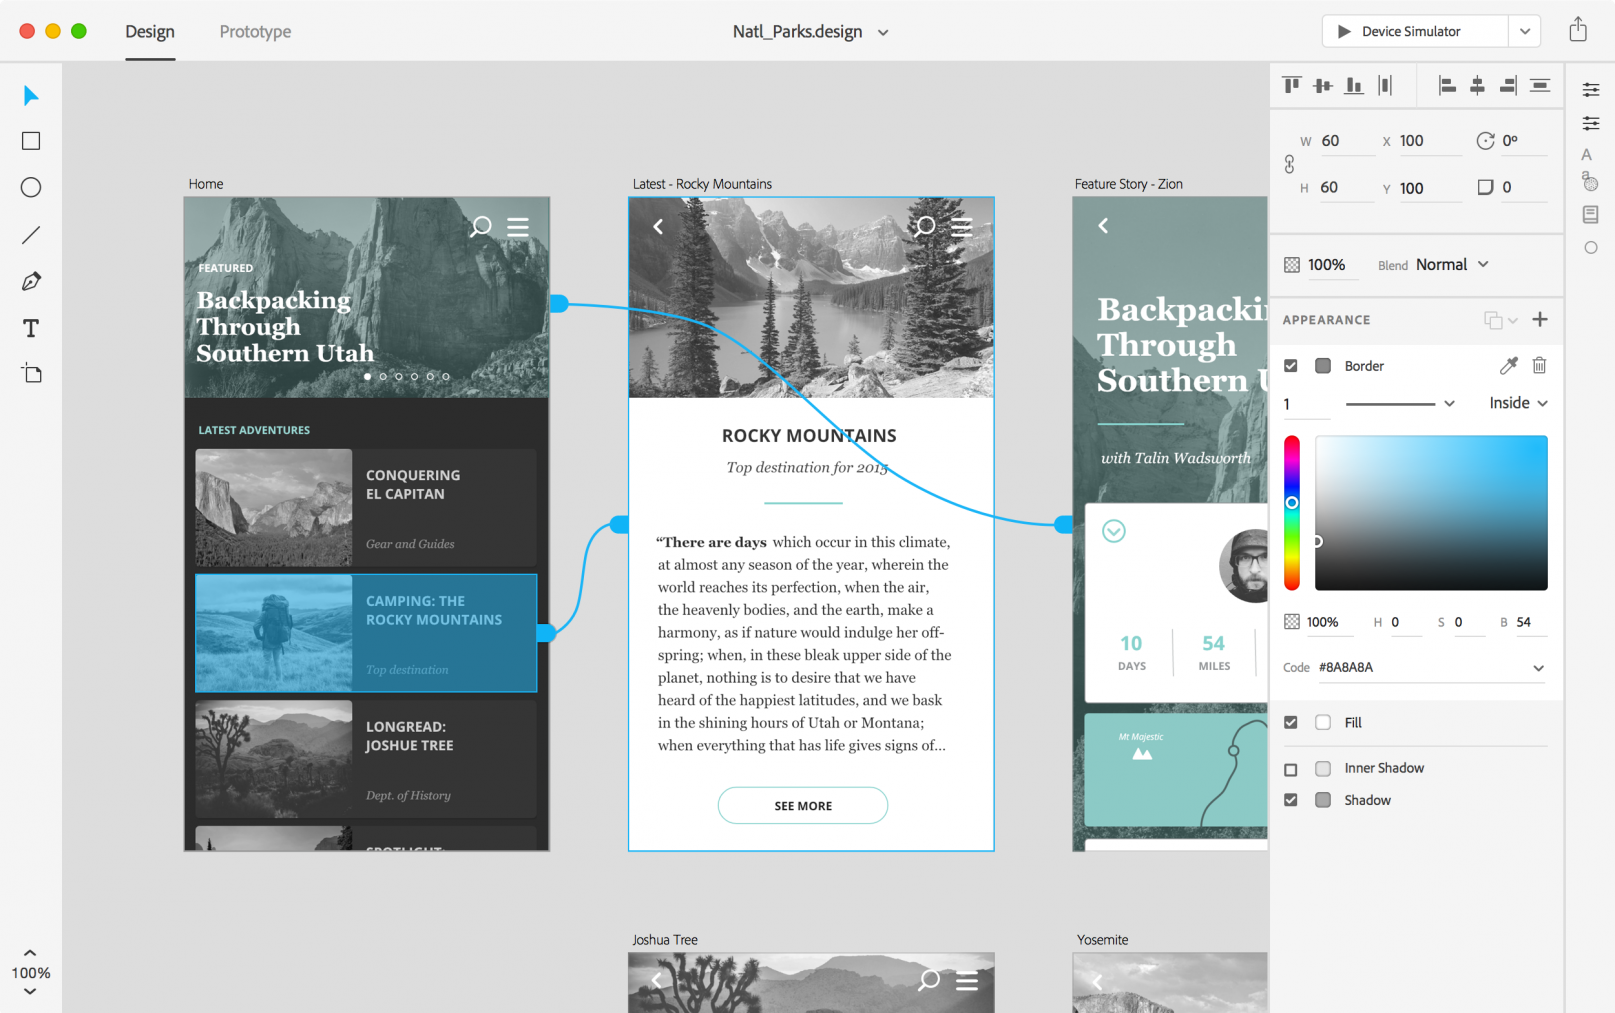 Design
Prototype
Natl_Parks.design
Device Simulator
Home
FEATURED
Backpacking
Through
Southern Utah
LATEST ADVENTURES
CONQUERING
EL CAPITAN
Gear and Guides
CAMPING: THE
ROCKY MOUNTAINS
Top destination
LONGREAD:
JOSHUE TREE
Dept. of History
SPOTLIGHT:
Latest - Rocky Mountains
ROCKY MOUNTAINS
Top destination for 2015
“There are days which occur in this climate,
at almost any season of the year, wherein the
world reaches its perfection, when the air,
the heavenly bodies, and the earth, make a
harmony, as if nature would indulge her off-
spring; when, in these bleak upper side of the
planet, nothing is to desire that we have
heard of the happiest latitudes, and we bask
in the shining hours of Utah or Montana;
when everything that has life gives signs of...
SEE MORE
Feature Story - Zion
Backpacki
Through
Southern U
with Talin Wadsworth
10
DAYS
54
MILES
Mt Majestic
Joshua Tree
Yosemite
100%
W 60 X 100 0°
H 60 Y 100 0
100% Blend Normal
APPEARANCE
Border
1 Inside
100% H 0 S 0 B 54
Code #8A8A8A
Fill
Inner Shadow
Shadow
A
a
T